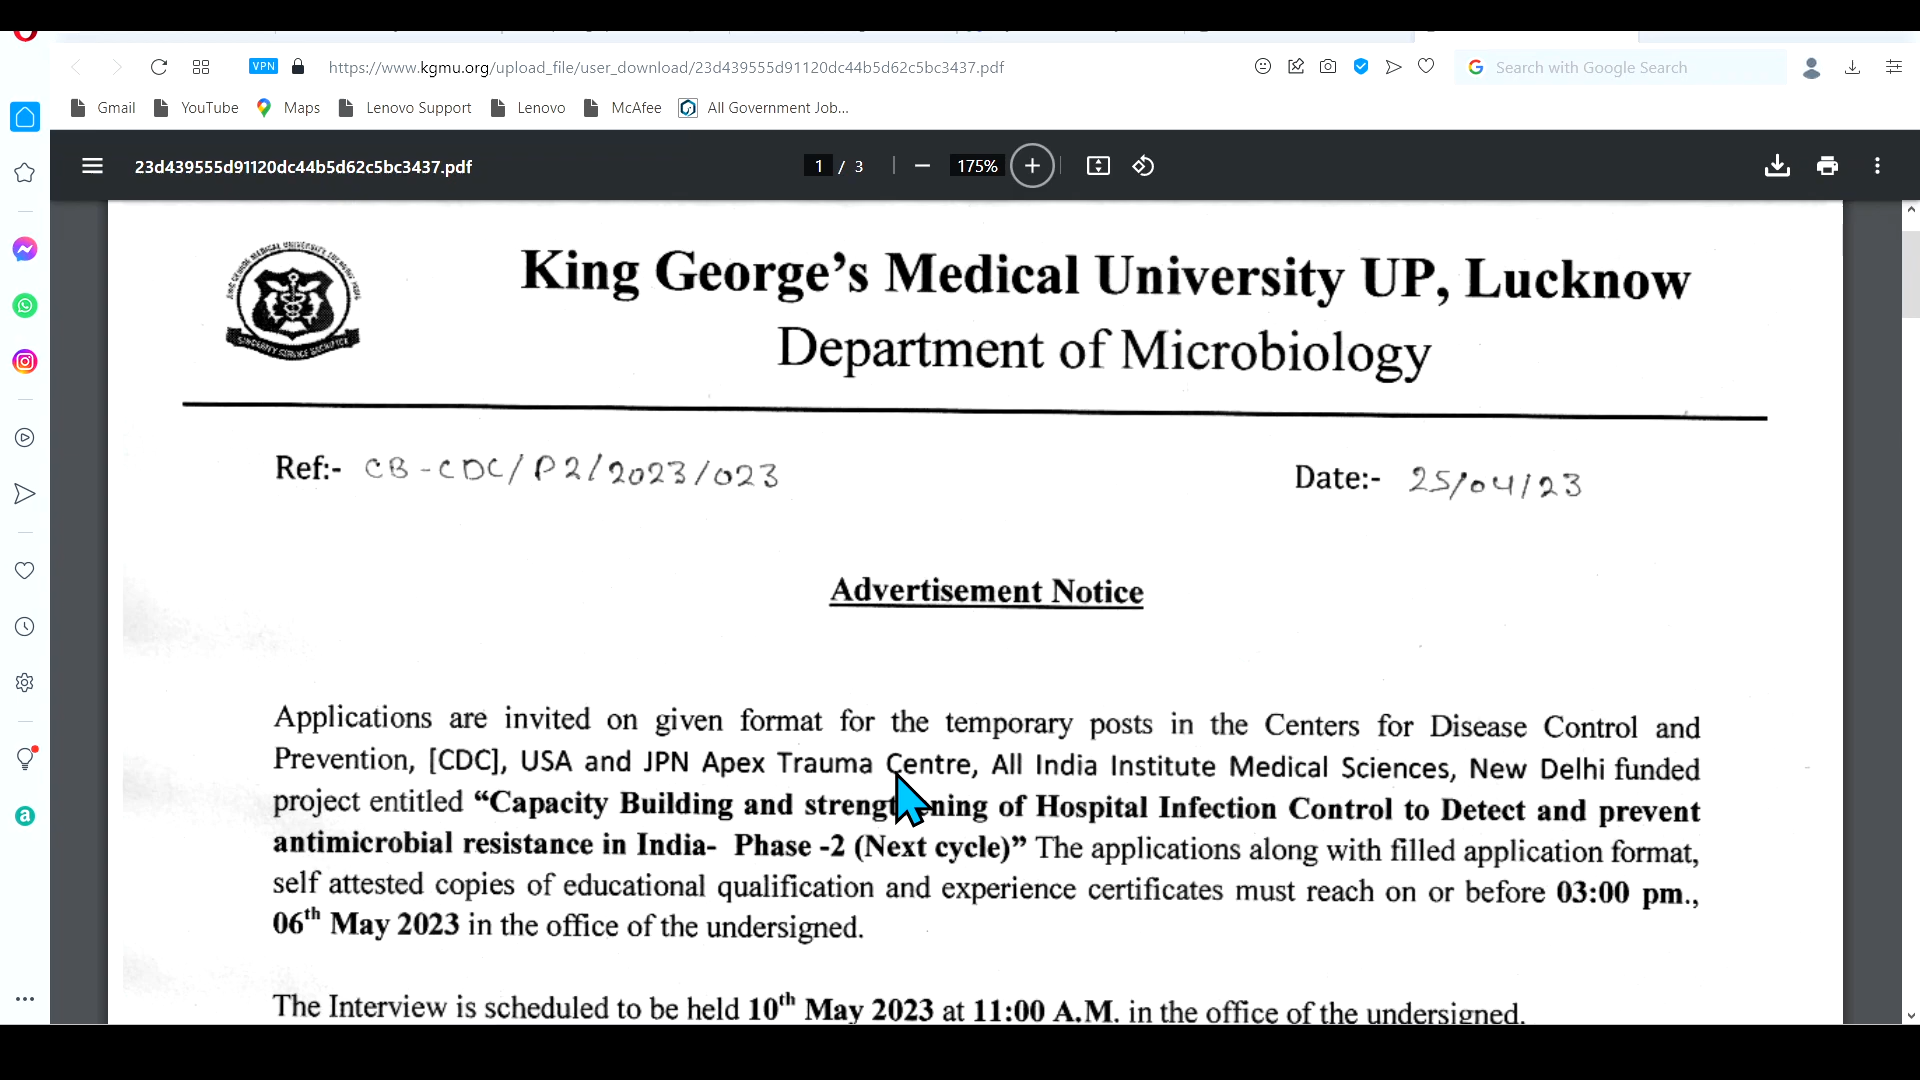 VPN https://www.kgmu.org/upload_file/user_download/23d439555d91120dc44b5d62c5bc3437.pdf Search with Google Search
Gmail YouTube Maps Lenovo Support Lenovo McAfee All Government Job...
23d439555d91120dc44b5d62c5bc3437.pdf 1 / 3 175%
King George's Medical University UP, Lucknow
Department of Microbiology
SINCERITY SERVICE SACRIFICE
Ref:- CB-CDC/P2/2023/023 Date:- 25/04/23
Advertisement Notice
Applications are invited on given format for the temporary posts in the Centers for Disease Control and
Prevention, [CDC], USA and JPN Apex Trauma Centre, All India Institute Medical Sciences, New Delhi funded
project entitled “Capacity Building and strengthening of Hospital Infection Control to Detect and prevent
antimicrobial resistance in India- Phase -2 (Next cycle)” The applications along with filled application format,
self attested copies of educational qualification and experience certificates must reach on or before 03:00 pm.,
06th May 2023 in the office of the undersigned.
The Interview is scheduled to be held 10th May 2023 at 11:00 A.M. in the office of the undersigned.